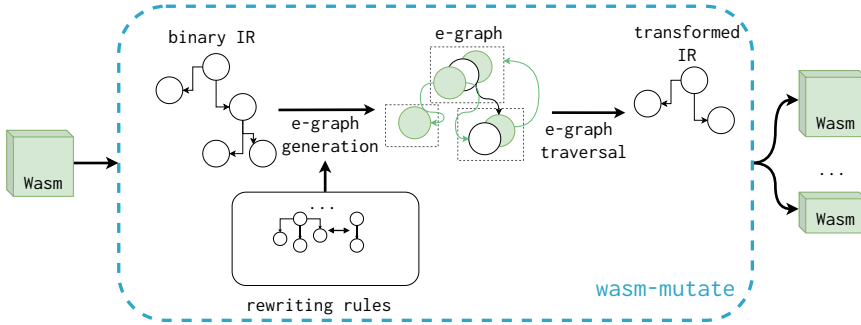 binary IR
e-graph
transformed
IR
Wasm
e-graph
generation
e-graph
traversal
Wasm
...
Wasm
...
rewriting rules
wasm-mutate